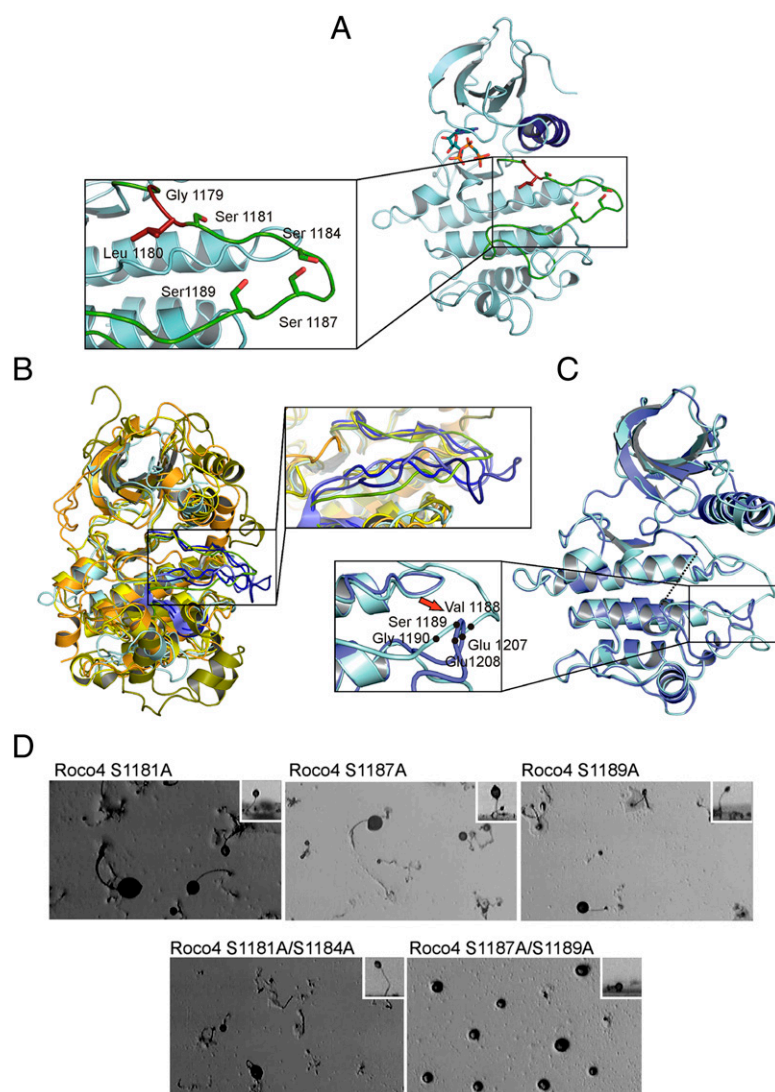 A
Gly 1179
Ser 1181
Ser 1184
Leu 1180
Ser1189
Ser 1187
B
C
Val 1188
Ser 1189
Gly 1190
Glu 1207
Glu1208
D
Roco4 S1181A
Roco4 S1187A
Roco4 S1189A
Roco4 S1181A/S1184A
Roco4 S1187A/S1189A